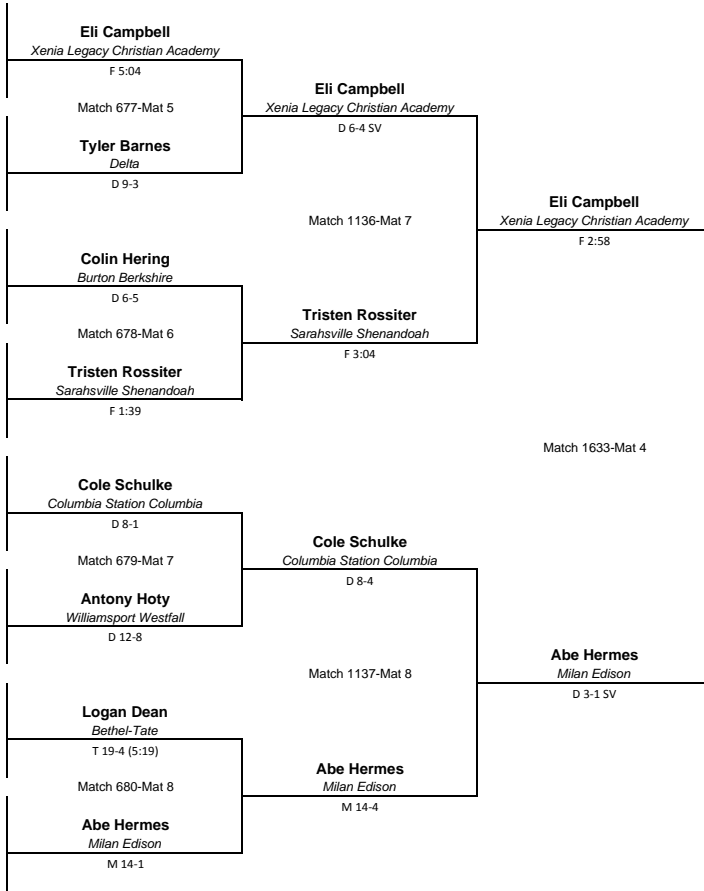 Eli Campbell
Xenia Legacy Christian Academy
F 5:04
Match 677-Mat 5
Tyler Barnes
Delta
D 9-3
Eli Campbell
Xenia Legacy Christian Academy
D 6-4 SV
Colin Hering
Burton Berkshire
D 6-5
Match 678-Mat 6
Tristen Rossiter
Sarahsville Shenandoah
F 1:39
Match 1136-Mat 7
Tristen Rossiter
Sarahsville Shenandoah
F 3:04
Eli Campbell
Xenia Legacy Christian Academy
F 2:58
Match 1633-Mat 4
Cole Schulke
Columbia Station Columbia
D 8-1
Match 679-Mat 7
Antony Hoty
Williamsport Westfall
D 12-8
Cole Schulke
Columbia Station Columbia
D 8-4
Match 1137-Mat 8
Logan Dean
Bethel-Tate
T 19-4 (5:19)
Match 680-Mat 8
Abe Hermes
Milan Edison
M 14-1
Abe Hermes
Milan Edison
M 14-4
Abe Hermes
Milan Edison
D 3-1 SV